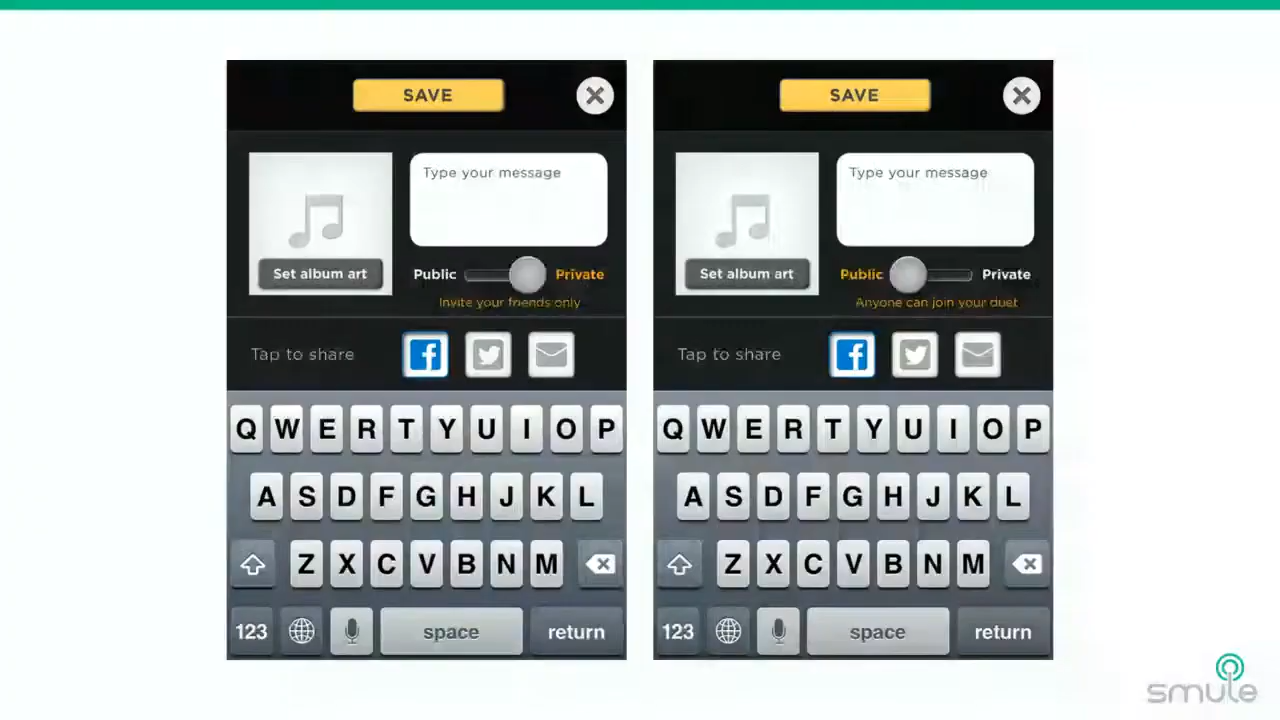 SAVE
Type your message
Set album art
Public Private
Invite your friends only
Tap to share
Q W E R T Y U I O P
A S D F G H J K L
Z X C V B N M
123 space return
SAVE
Type your message
Set album art
Public Private
Anyone can join your duet
Tap to share
Q W E R T Y U I O P
A S D F G H J K L
Z X C V B N M
123 space return
smule